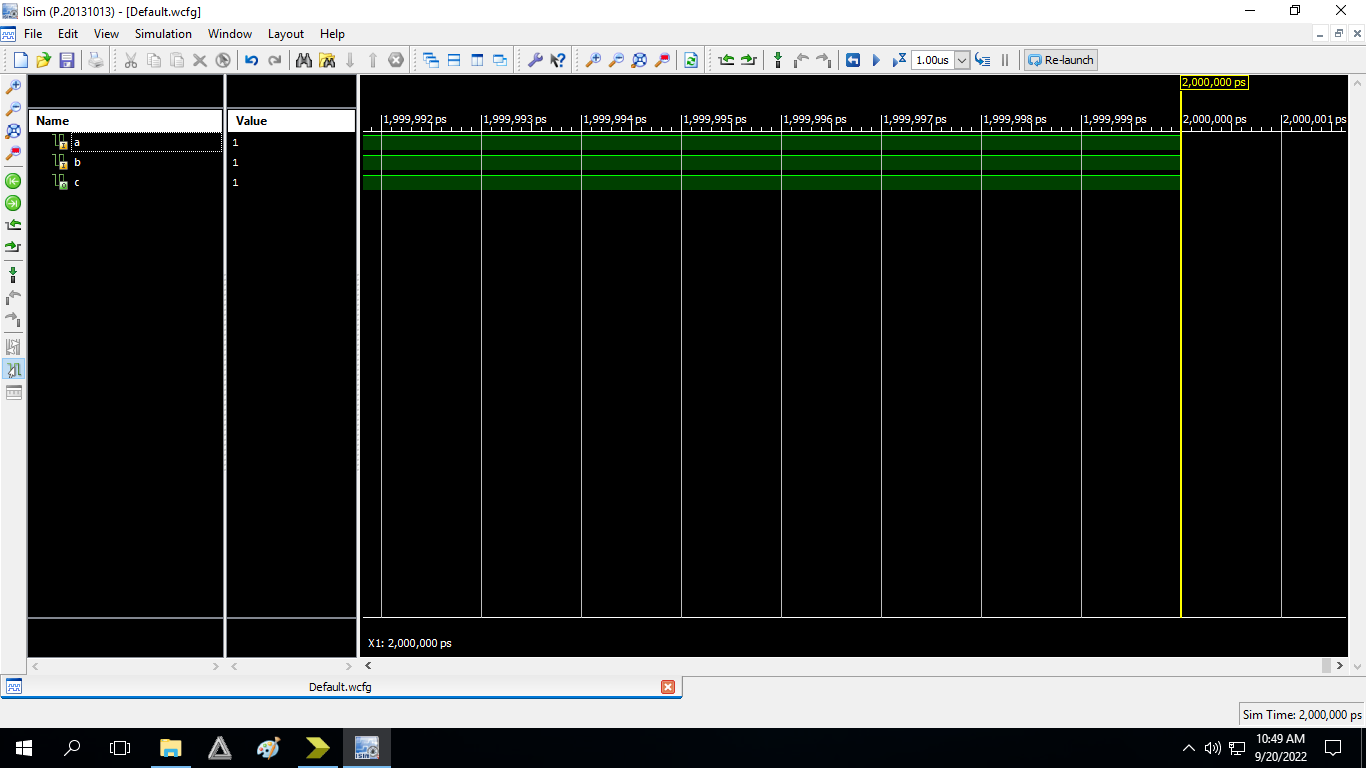 ISim (P.20131013) - [Default.wcfg]
File Edit View Simulation Window Layout Help
1.00us Re-launch
2,000,000 ps
Name Value
1,999,992 ps 1,999,993 ps 1,999,994 ps 1,999,995 ps 1,999,996 ps 1,999,997 ps 1,999,998 ps 1,999,999 ps 2,000,000 ps 2,000,001 ps
a 1
b 1
c 1
X1: 2,000,000 ps
Default.wcfg
Sim Time: 2,000,000 ps
ISim
10:49 AM
9/20/2022